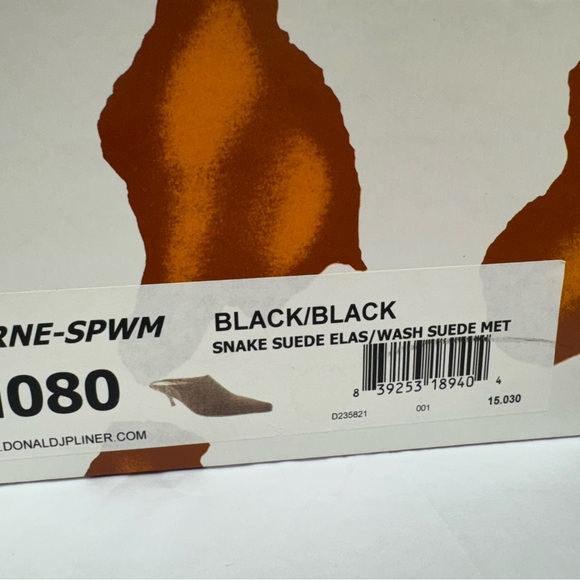 RNE-SPWM
BLACK/BLACK
SNAKE SUEDE ELAS/WASH SUEDE MET
1080
8 39253 18940 4
D235821 001 15.030
.DONALDJPLINER.COM